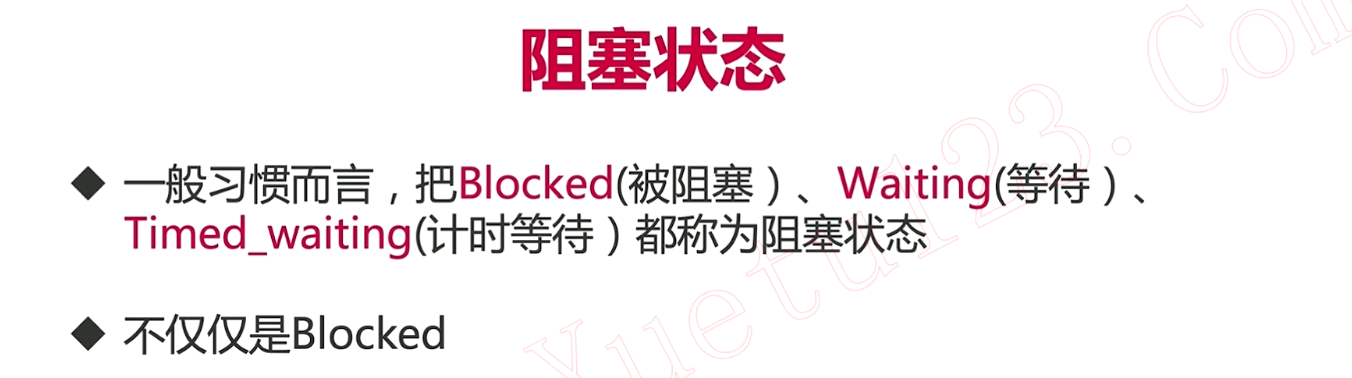 阻塞状态
◆ 一般习惯而言，把Blocked(被阻塞）、Waiting(等待）、
Timed_waiting(计时等待）都称为阻塞状态
◆ 不仅仅是Blocked
Xuetu123.Com